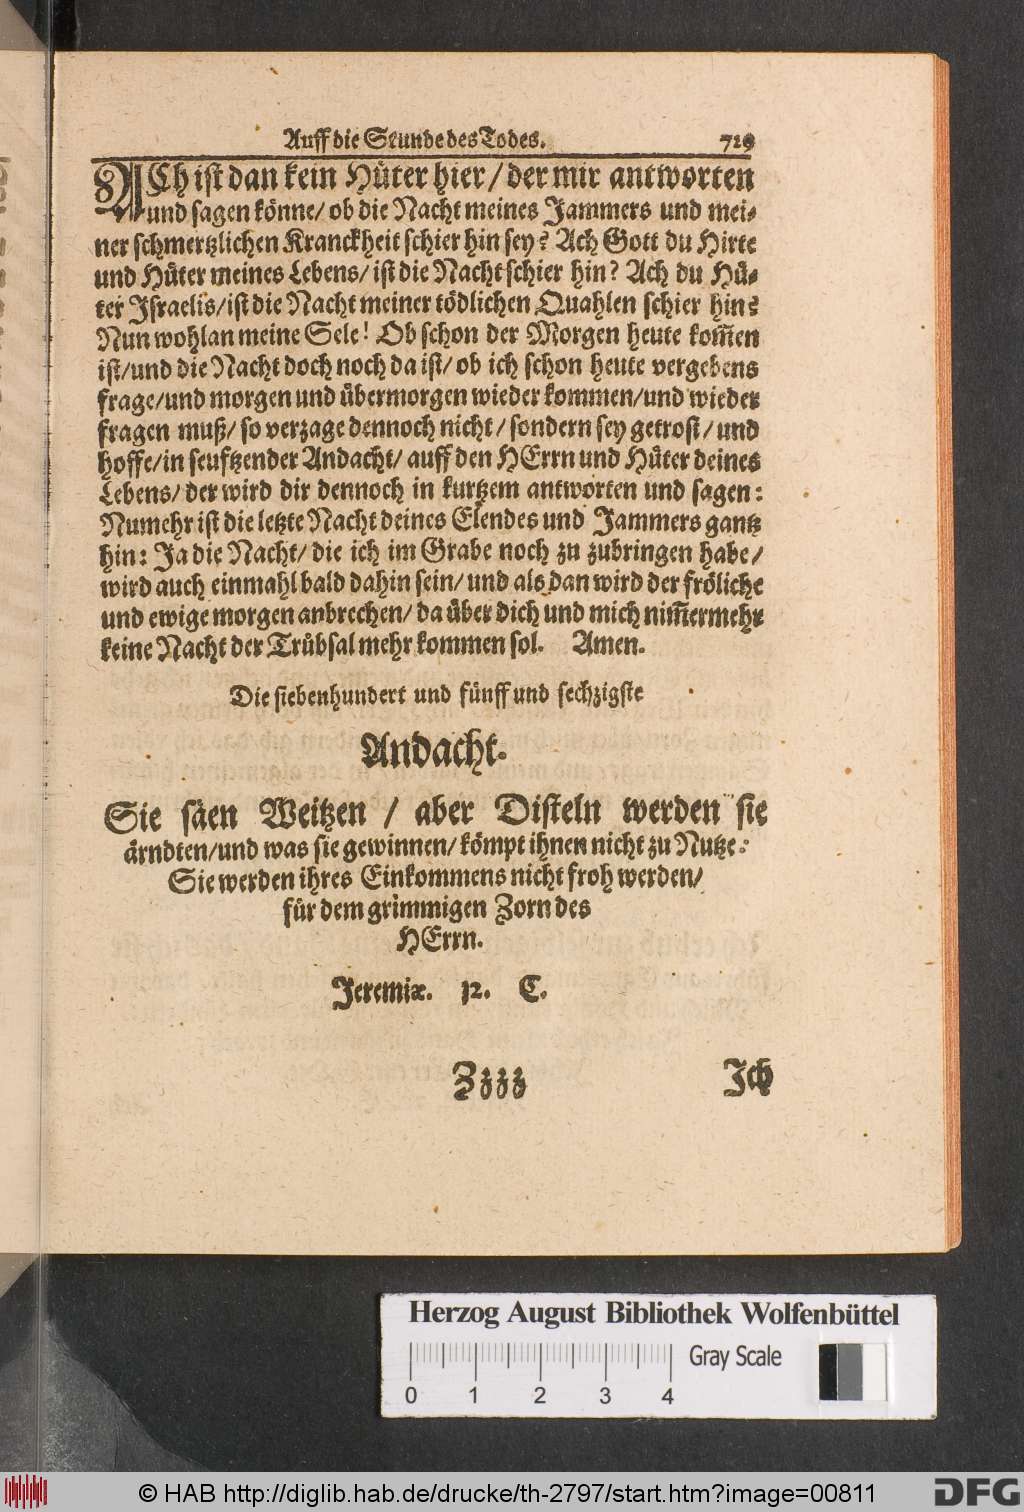 Auff die Stunde des Todes. 729
ACh ist dan kein Hüter hier / der mir antworten
und sagen könne / ob die Nacht meines Jammers und mei-
ner schmertzlichen Kranckheit schier hin sey? Ach Gott du Hirte
und Hüter meines Lebens / ist die Nacht schier hin? Ach du Hü-
ter Israelis / ist die Nacht meiner tödlichen Quahlen schier hin?
Nun wohlan meine Sele! Ob schon der Morgen heute kom̃en
ist / und die Nacht doch noch da ist / ob ich schon heute vergebens
frage / und morgen und übermorgen wieder kommen / und wieder
fragen muß / so verzage dennoch nicht / sondern sey getrost / und
hoffe / in seuftzender Andacht / auff den HErrn und Hüter deines
Lebens / der wird dir dennoch in kurtzem antworten und sagen:
Numehr ist die letzte Nacht deines Elendes und Jammers gantz
hin: Ja die Nacht / die ich im Grabe noch zu zubringen habe /
wird auch einmahl bald dahin sein / und als dan wird der fröliche
und ewige morgen anbrechen / da über dich und mich nim̃ermehr
keine Nacht der Trübsal mehr kommen sol. Amen.
Die siebenhundert und fünff und sechzigste
Andacht.
Sie säen Weitzen / aber Disteln werden sie
ärndten / und was sie gewinnen / kömpt ihnen nicht zu Nutze:
Sie werden ihres Einkommens nicht froh werden /
für dem grimmigen Zorn des
HErrn.
Jeremiæ. 12. C.
Zzzz Ich
Herzog August Bibliothek Wolfenbüttel
Gray Scale
0 1 2 3 4
© HAB http://diglib.hab.de/drucke/th-2797/start.htm?image=00811
DFG